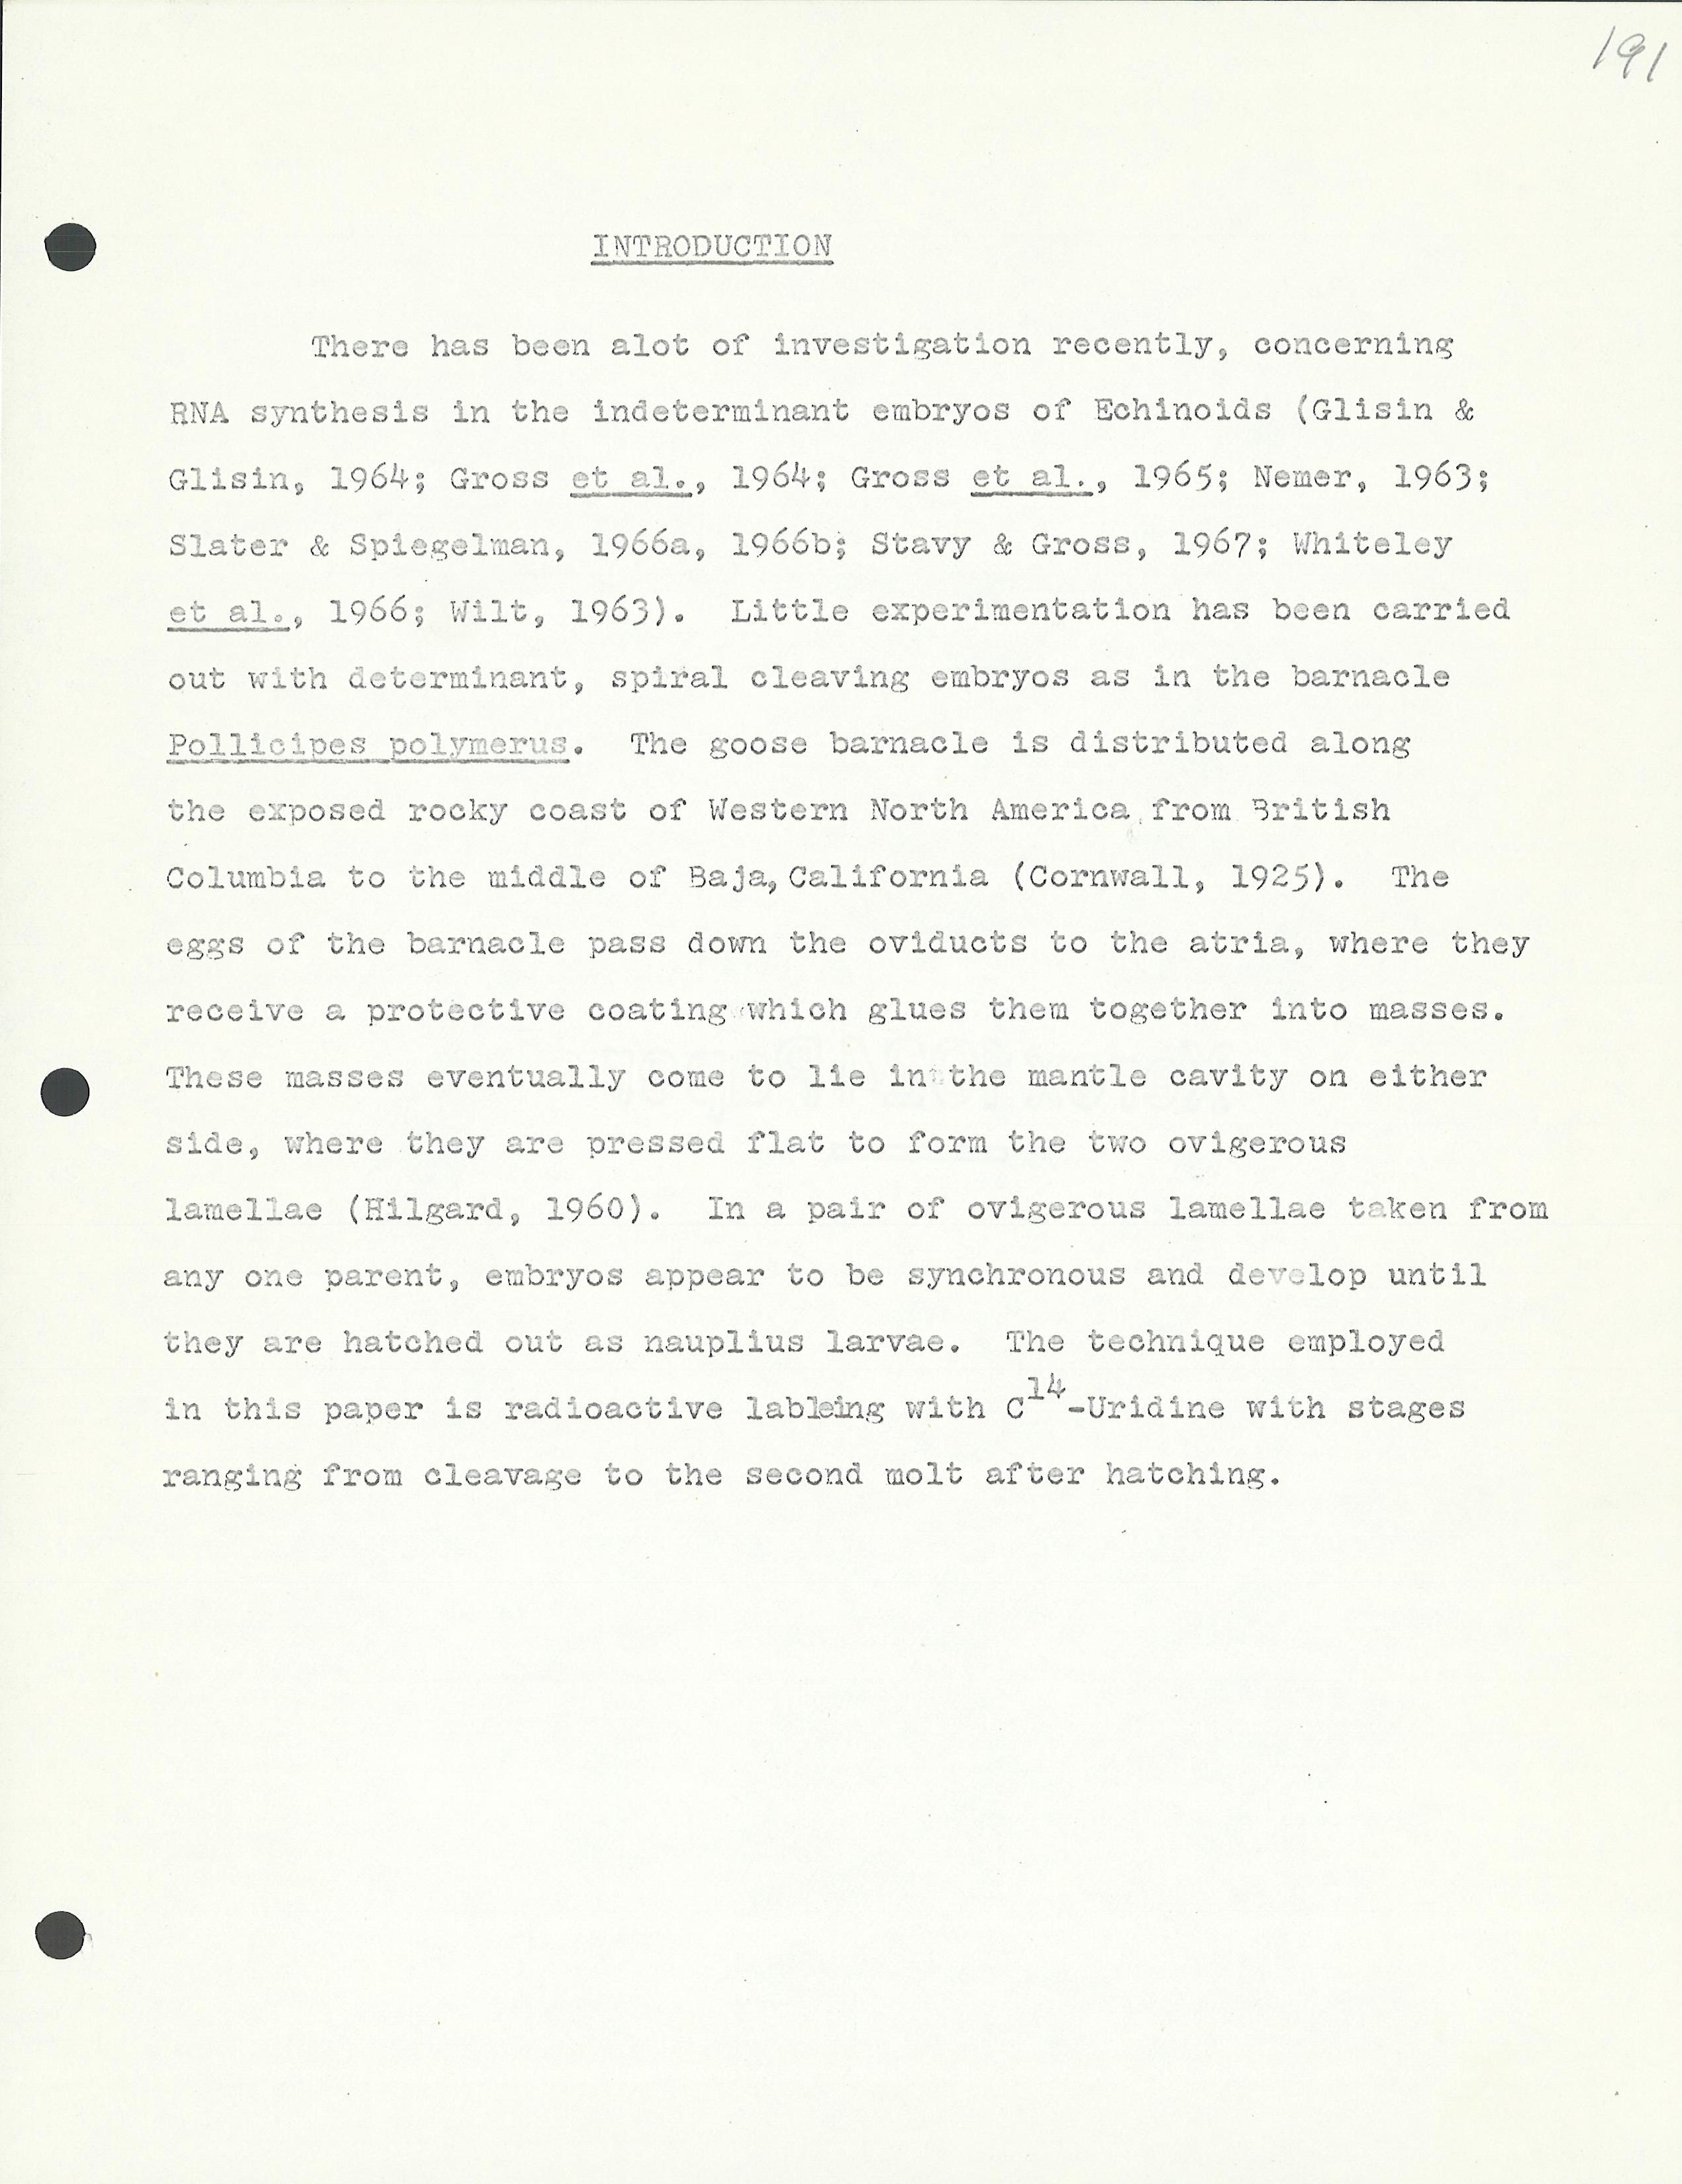 191
INTRODUCTION
There has been alot of investigation recently, concerning
RNA synthesis in the indeterminant embryos of Echinoids (Glisin &
Glisin, 1964; Gross et al., 1964; Gross et al., 1965; Nemer, 1963;
Slater & Spiegelman, 1966a, 1966b; Stavy & Gross, 1967; Whiteley
et al., 1966; Wilt, 1963). Little experimentation has been carried
out with determinant, spiral cleaving embryos as in the barnacle
Pollicipes polymerus. The goose barnacle is distributed along
the exposed rocky coast of Western North America from British
Columbia to the middle of Baja, California (Cornwall, 1925). The
eggs of the barnacle pass down the oviducts to the atria, where they
receive a protective coating which glues them together into masses.
These masses eventually come to lie in the mantle cavity on either
side, where they are pressed flat to form the two ovigerous
lamellae (Hilgard, 1960). In a pair of ovigerous lamellae taken from
any one parent, embryos appear to be synchronous and develop until
they are hatched out as nauplius larvae. The technique employed
in this paper is radioactive lableing with C¹⁴-Uridine with stages
ranging from cleavage to the second molt after hatching.